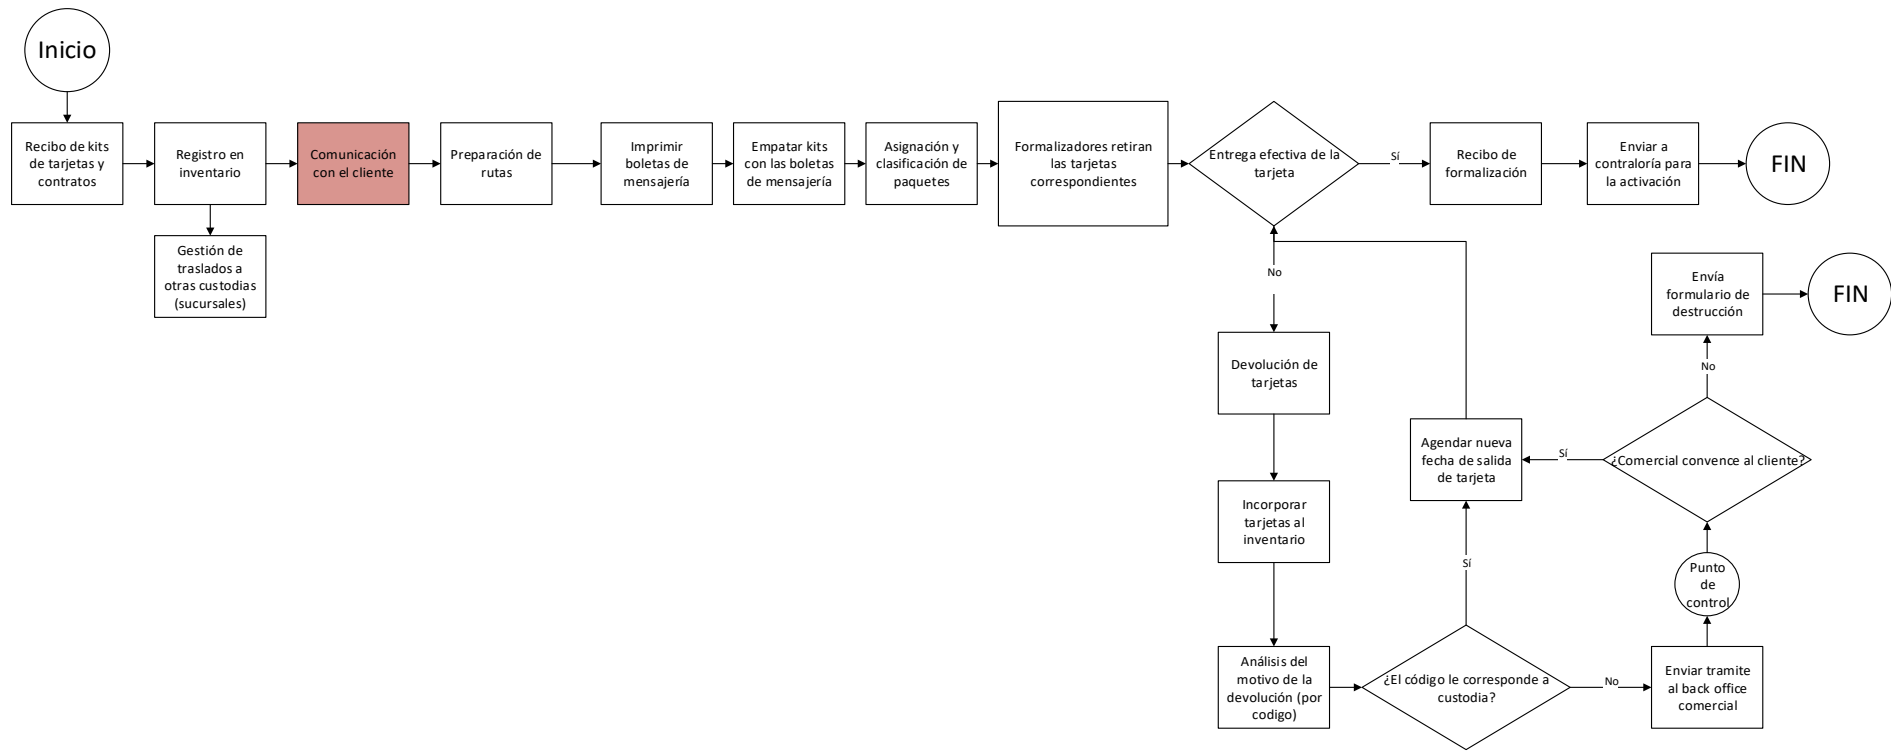 Inicio
Recibo de kits
de tarjetas y
contratos
Registro en
inventario
Comunicación
con el cliente
Preparación de
rutas
Imprimir
boletas de
mensajería
Empatar kits
con las boletas
de mensajería
Asignación y
clasificación de
paquetes
Formalizadores retiran
las tarjetas
correspondientes
Entrega efectiva de la
tarjeta
Sí
Recibo de
formalización
Enviar a
contraloría para
la activación
FIN
Gestión de
traslados a
otras custodias
(sucursales)
No
Envía
formulario de
destrucción
FIN
Devolución de
tarjetas
No
Agendar nueva
fecha de salida
de tarjeta
Sí
¿Comercial convence al cliente?
Incorporar
tarjetas al
inventario
Sí
Punto
de
control
Análisis del
motivo de la
devolución (por
codigo)
¿El código le corresponde a
custodia?
No
Enviar tramite
al back office
comercial